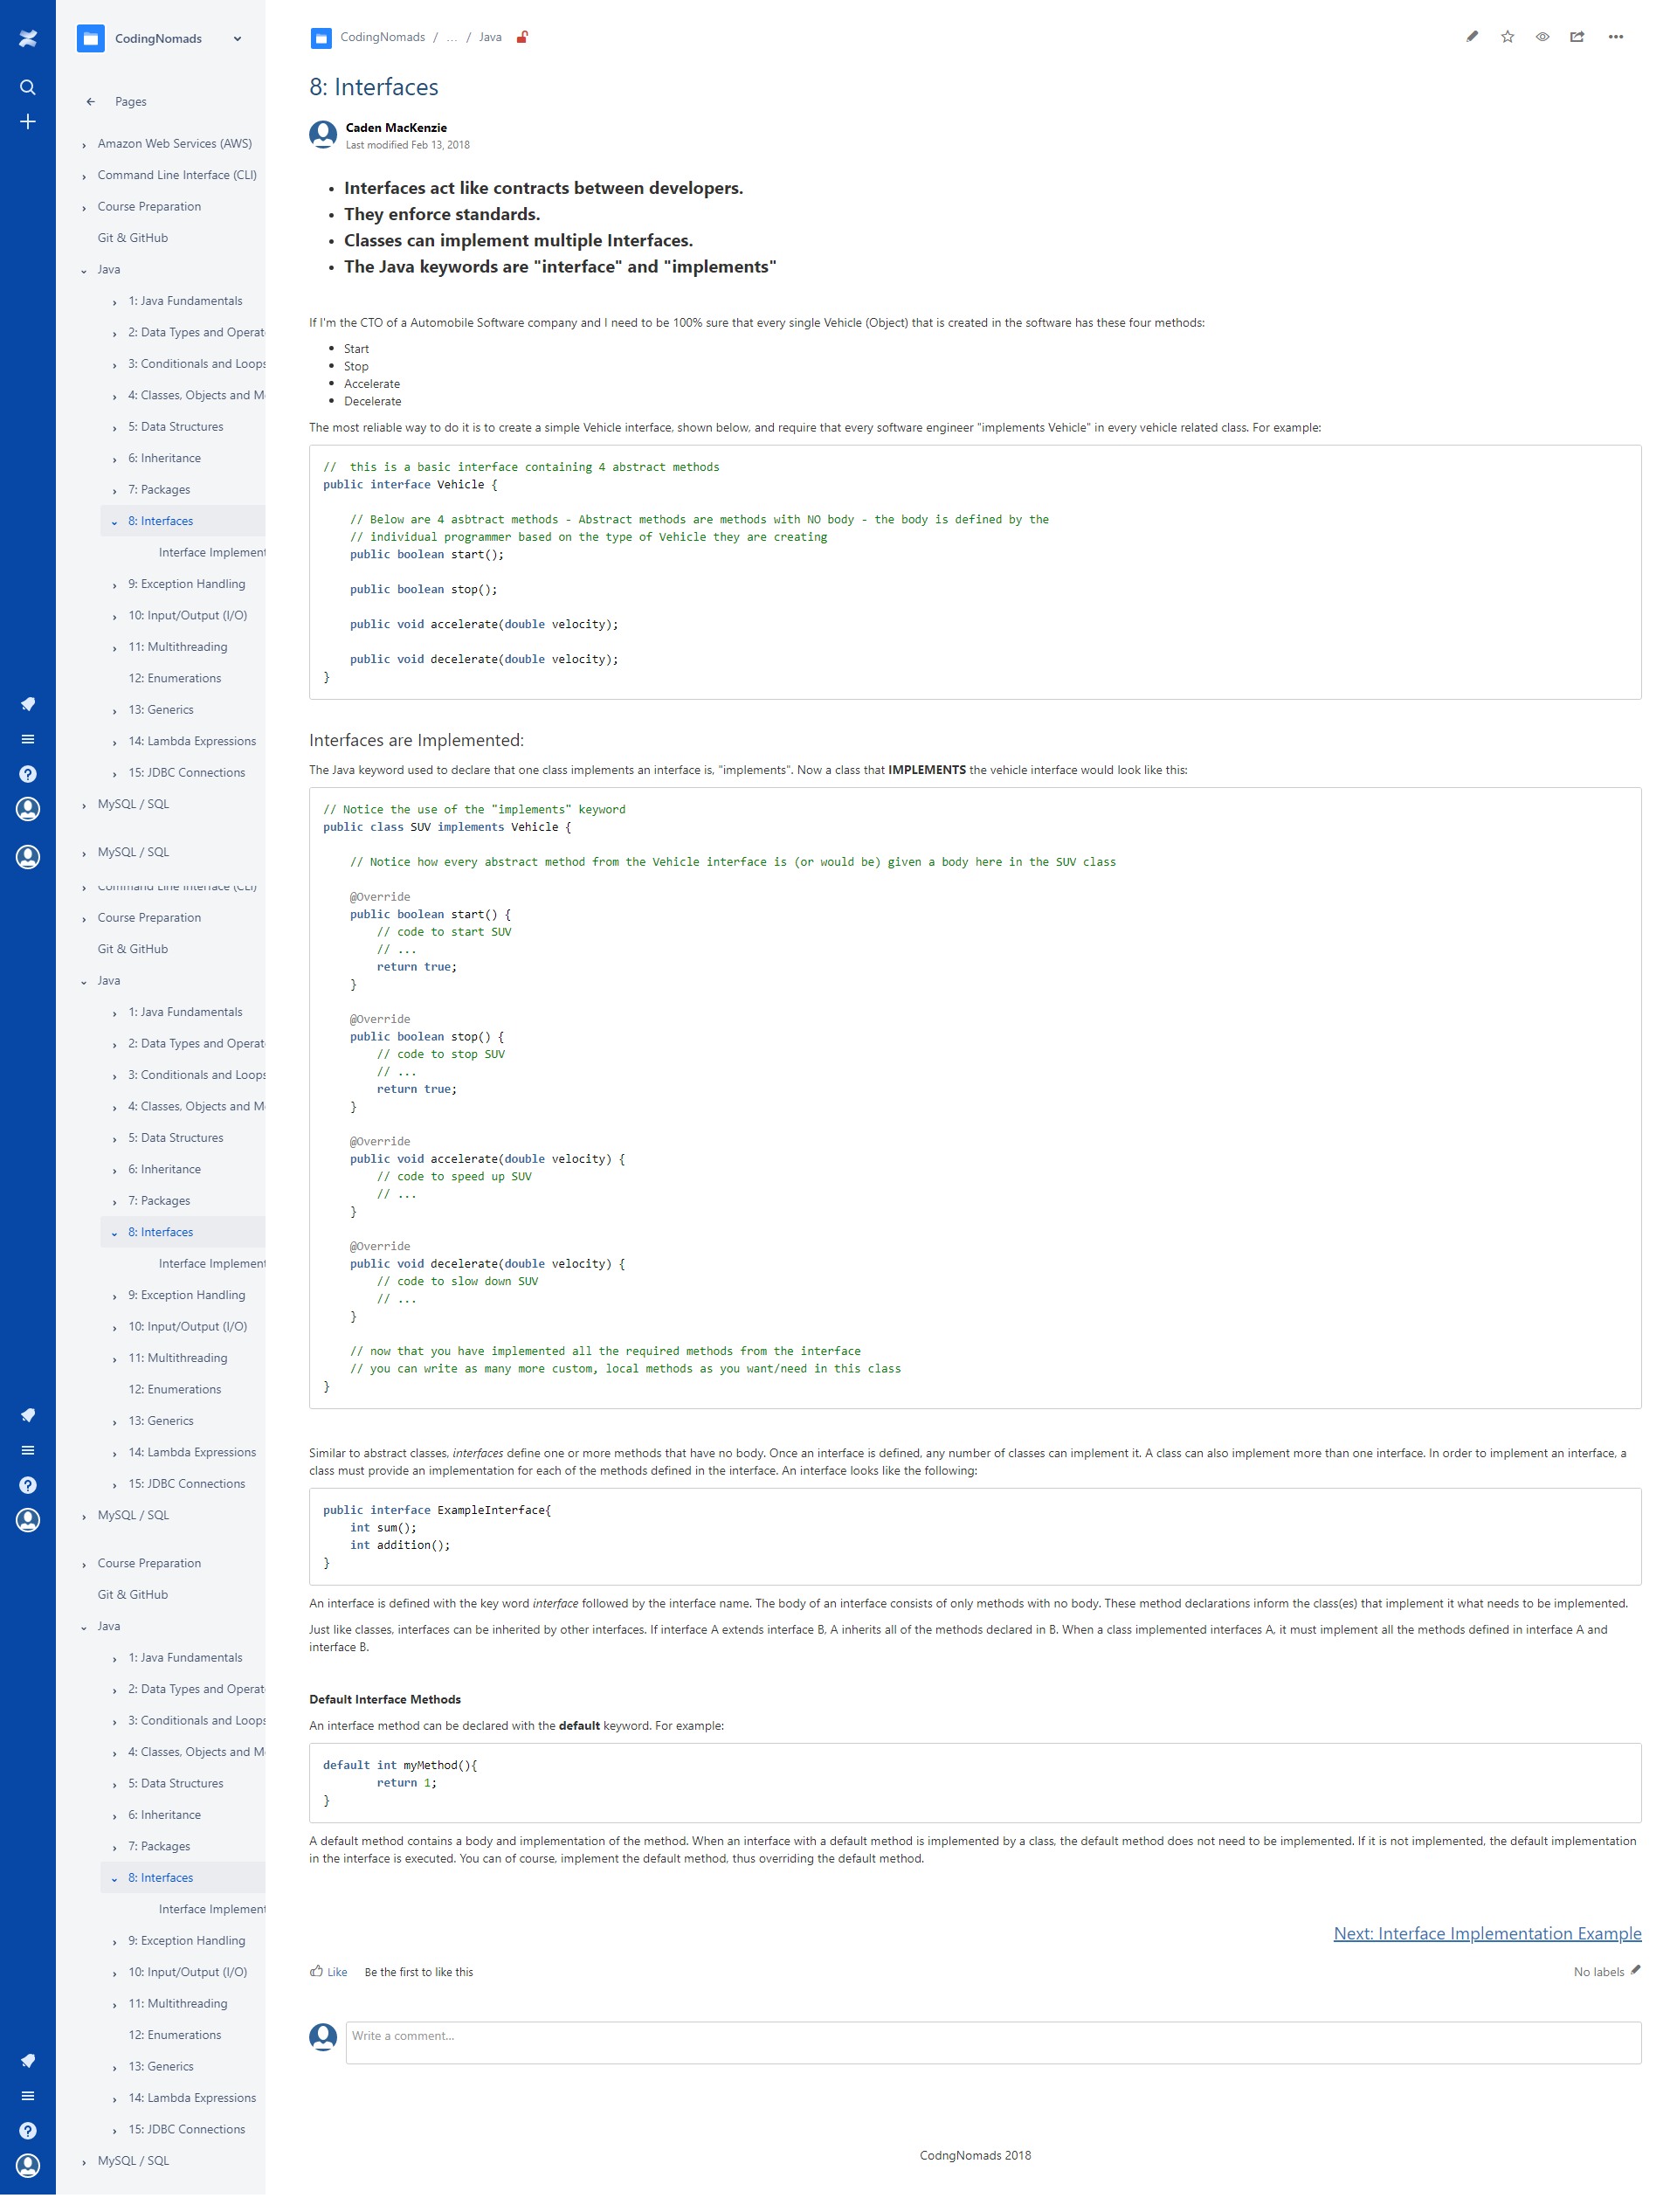 CodingNomads
Pages
Amazon Web Services (AWS)
Command Line Interface (CLI)
Course Preparation
Git & GitHub
Java
1: Java Fundamentals
2: Data Types and Operat
3: Conditionals and Loops
4: Classes, Objects and M
5: Data Structures
6: Inheritance
7: Packages
8: Interfaces
Interface Implement
9: Exception Handling
10: Input/Output (I/O)
11: Multithreading
12: Enumerations
13: Generics
14: Lambda Expressions
15: JDBC Connections
MySQL / SQL
MySQL / SQL
Command Line Interface (CLI)
Course Preparation
Git & GitHub
Java
1: Java Fundamentals
2: Data Types and Operat
3: Conditionals and Loops
4: Classes, Objects and M
5: Data Structures
6: Inheritance
7: Packages
8: Interfaces
Interface Implement
9: Exception Handling
10: Input/Output (I/O)
11: Multithreading
12: Enumerations
13: Generics
14: Lambda Expressions
15: JDBC Connections
MySQL / SQL
Course Preparation
Git & GitHub
Java
1: Java Fundamentals
2: Data Types and Operat
3: Conditionals and Loops
4: Classes, Objects and M
5: Data Structures
6: Inheritance
7: Packages
8: Interfaces
Interface Implement
9: Exception Handling
10: Input/Output (I/O)
11: Multithreading
12: Enumerations
13: Generics
14: Lambda Expressions
15: JDBC Connections
MySQL / SQL
CodingNomads / ... / Java
8: Interfaces
Caden MacKenzie
Last modified Feb 13, 2018
• Interfaces act like contracts between developers.
• They enforce standards.
• Classes can implement multiple Interfaces.
• The Java keywords are "interface" and "implements"
If I'm the CTO of a Automobile Software company and I need to be 100% sure that every single Vehicle (Object) that is created in the software has these four methods:
• Start
• Stop
• Accelerate
• Decelerate
The most reliable way to do it is to create a simple Vehicle interface, shown below, and require that every software engineer "implements Vehicle" in every vehicle related class. For example:
//  this is a basic interface containing 4 abstract methods
public interface Vehicle {
// Below are 4 asbtract methods - Abstract methods are methods with NO body - the body is defined by the
// individual programmer based on the type of Vehicle they are creating
public boolean start();
public boolean stop();
public void accelerate(double velocity);
public void decelerate(double velocity);
}
Interfaces are Implemented:
The Java keyword used to declare that one class implements an interface is, "implements". Now a class that IMPLEMENTS the vehicle interface would look like this:
// Notice the use of the "implements" keyword
public class SUV implements Vehicle {
// Notice how every abstract method from the Vehicle interface is (or would be) given a body here in the SUV class
@Override
public boolean start() {
// code to start SUV
// ...
return true;
}
@Override
public boolean stop() {
// code to stop SUV
// ...
return true;
}
@Override
public void accelerate(double velocity) {
// code to speed up SUV
// ...
}
@Override
public void decelerate(double velocity) {
// code to slow down SUV
// ...
}
// now that you have implemented all the required methods from the interface
// you can write as many more custom, local methods as you want/need in this class
}
Similar to abstract classes, interfaces define one or more methods that have no body. Once an interface is defined, any number of classes can implement it. A class can also implement more than one interface. In order to implement an interface, a
class must provide an implementation for each of the methods defined in the interface. An interface looks like the following:
public interface ExampleInterface{
int sum();
int addition();
}
An interface is defined with the key word interface followed by the interface name. The body of an interface consists of only methods with no body. These method declarations inform the class(es) that implement it what needs to be implemented.
Just like classes, interfaces can be inherited by other interfaces. If interface A extends interface B, A inherits all of the methods declared in B. When a class implemented interfaces A, it must implement all the methods defined in interface A and
interface B.
Default Interface Methods
An interface method can be declared with the default keyword. For example:
default int myMethod(){
return 1;
}
A default method contains a body and implementation of the method. When an interface with a default method is implemented by a class, the default method does not need to be implemented. If it is not implemented, the default implementation
in the interface is executed. You can of course, implement the default method, thus overriding the default method.
Next: Interface Implementation Example
Like Be the first to like this No labels
Write a comment...
CodngNomads 2018